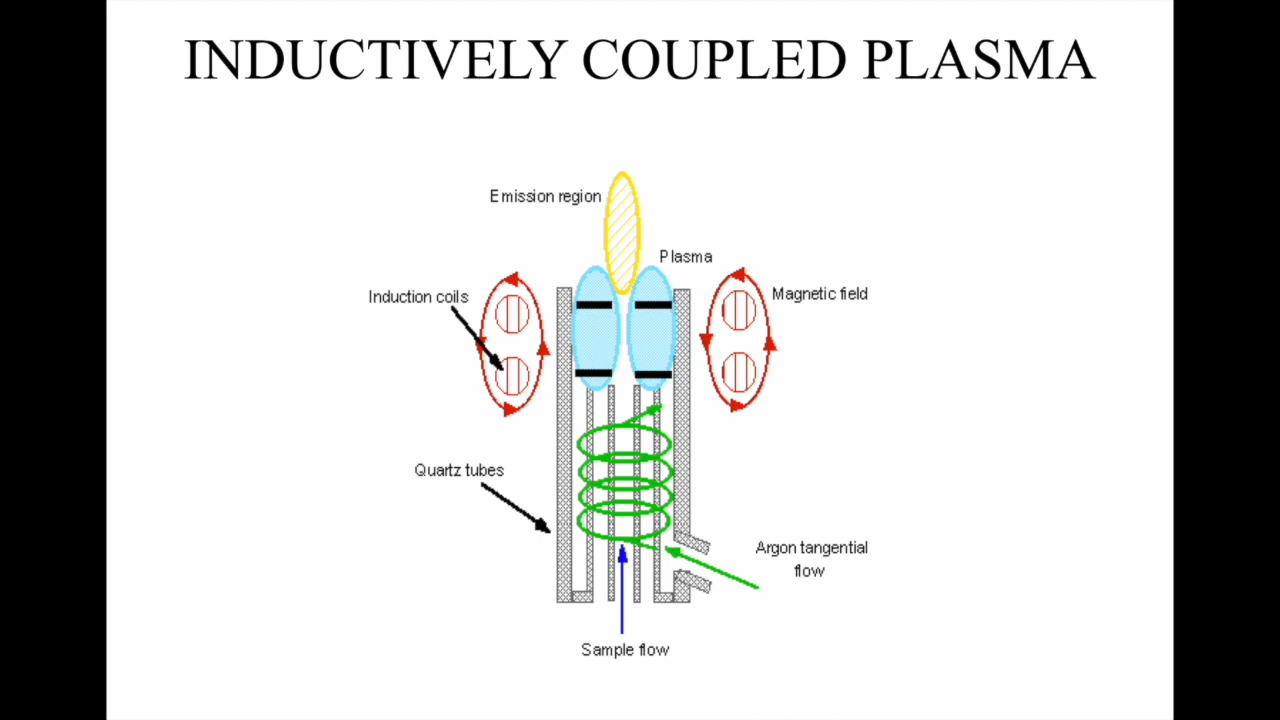 INDUCTIVELY COUPLED PLASMA
Emission region
Plasma
Induction coils
Magnetic field
Quartz tubes
Argon tangential
flow
Sample flow